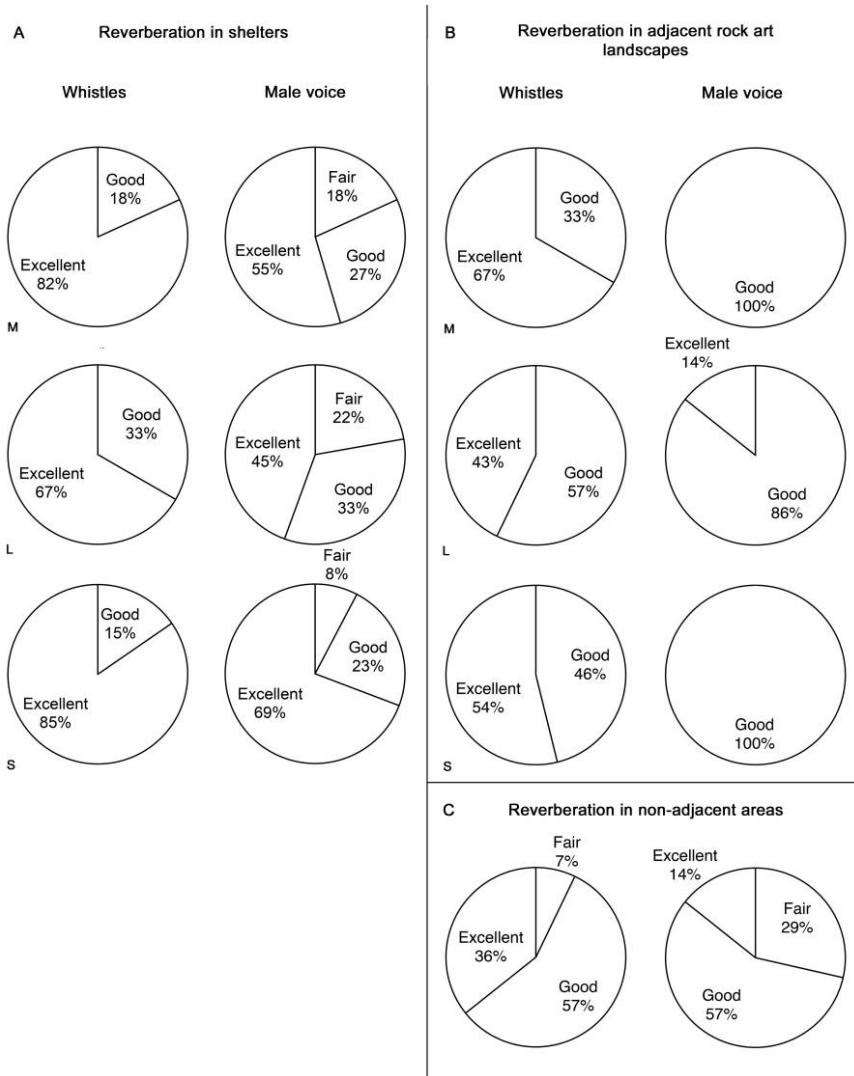 A Reverberation in shelters
Whistles Male voice
Good
18%
Excellent
82%
Fair
18%
Excellent
55%
Good
27%
M
Good
33%
Excellent
67%
Fair
22%
Excellent
45%
Good
33%
L
Good
15%
Excellent
85%
Fair
8%
Good
23%
Excellent
69%
S
B Reverberation in adjacent rock art
landscapes
Whistles Male voice
Good
33%
Excellent
67%
Good
100%
M
Excellent
43%
Good
57%
Excellent
14%
Good
86%
L
Good
46%
Excellent
54%
Good
100%
S
C Reverberation in non-adjacent areas
Fair
7%
Excellent
36%
Good
57%
Excellent
14%
Fair
29%
Good
57%